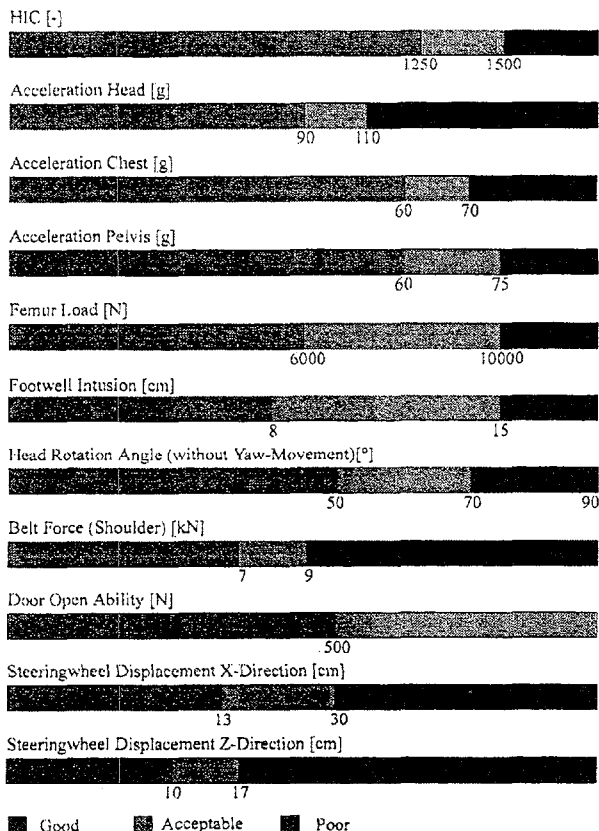 HIC [-]
1250 1500
Acceleration Head [g]
90 110
Acceleration Chest [g]
60 70
Acceleration Pelvis [g]
60 75
Femur Load [N]
6000 10000
Footwell Intusion [cm]
8 15
Head Rotation Angle (without Yaw-Movement)[°]
50 70 90
Belt Force (Shoulder) [kN]
7 9
Door Open Ability [N]
500
Steeringwheel Displacement X-Direction [cm]
13 30
Steeringwheel Displacement Z-Direction [cm]
10 17
Good Acceptable Poor